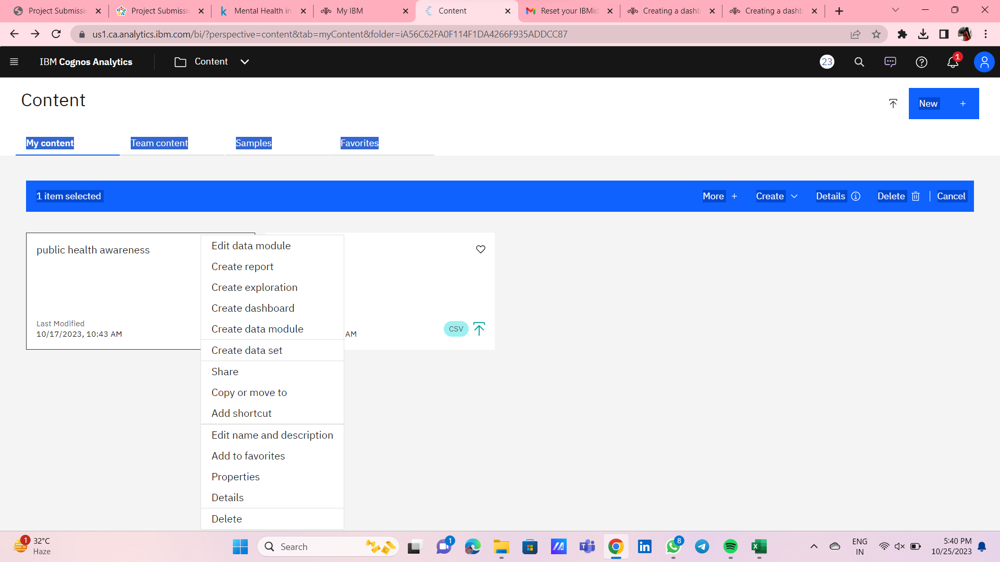 Project Submissic
Project Submissic
Mental Health in
My IBM
Content
Reset your IBMid
Creating a dashb
Creating a dashb
us1.ca.analytics.ibm.com/bi/?perspective=content&tab=myContent&folder=iA56C62FA0F114F1DA4266F935ADDCC87
IBM Cognos Analytics
Content
23
1
Content
New
My content
Team content
Samples
Favorites
1 item selected
More
Create
Details
Delete
Cancel
public health awareness
Last Modified
10/17/2023, 10:43 AM
AM
CSV
Edit data module
Create report
Create exploration
Create dashboard
Create data module
Create data set
Share
Copy or move to
Add shortcut
Edit name and description
Add to favorites
Properties
Details
Delete
1
32°C
Haze
Search
1
8
ENG
IN
5:40 PM
10/25/2023